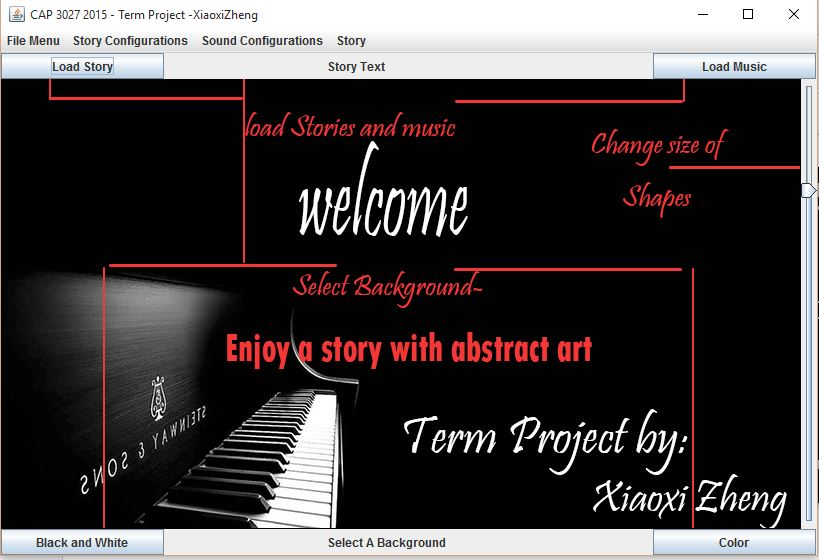 CAP 3027 2015 - Term Project -XiaoxiZheng
File Menu Story Configurations Sound Configurations Story
Load Story Story Text Load Music
load Stories and music
Change size of
Shapes
welcome
Select Background~
Enjoy a story with abstract art
STEINWAY & SONS
Term Project by:
Xiaoxi Zheng
Black and White Select A Background Color